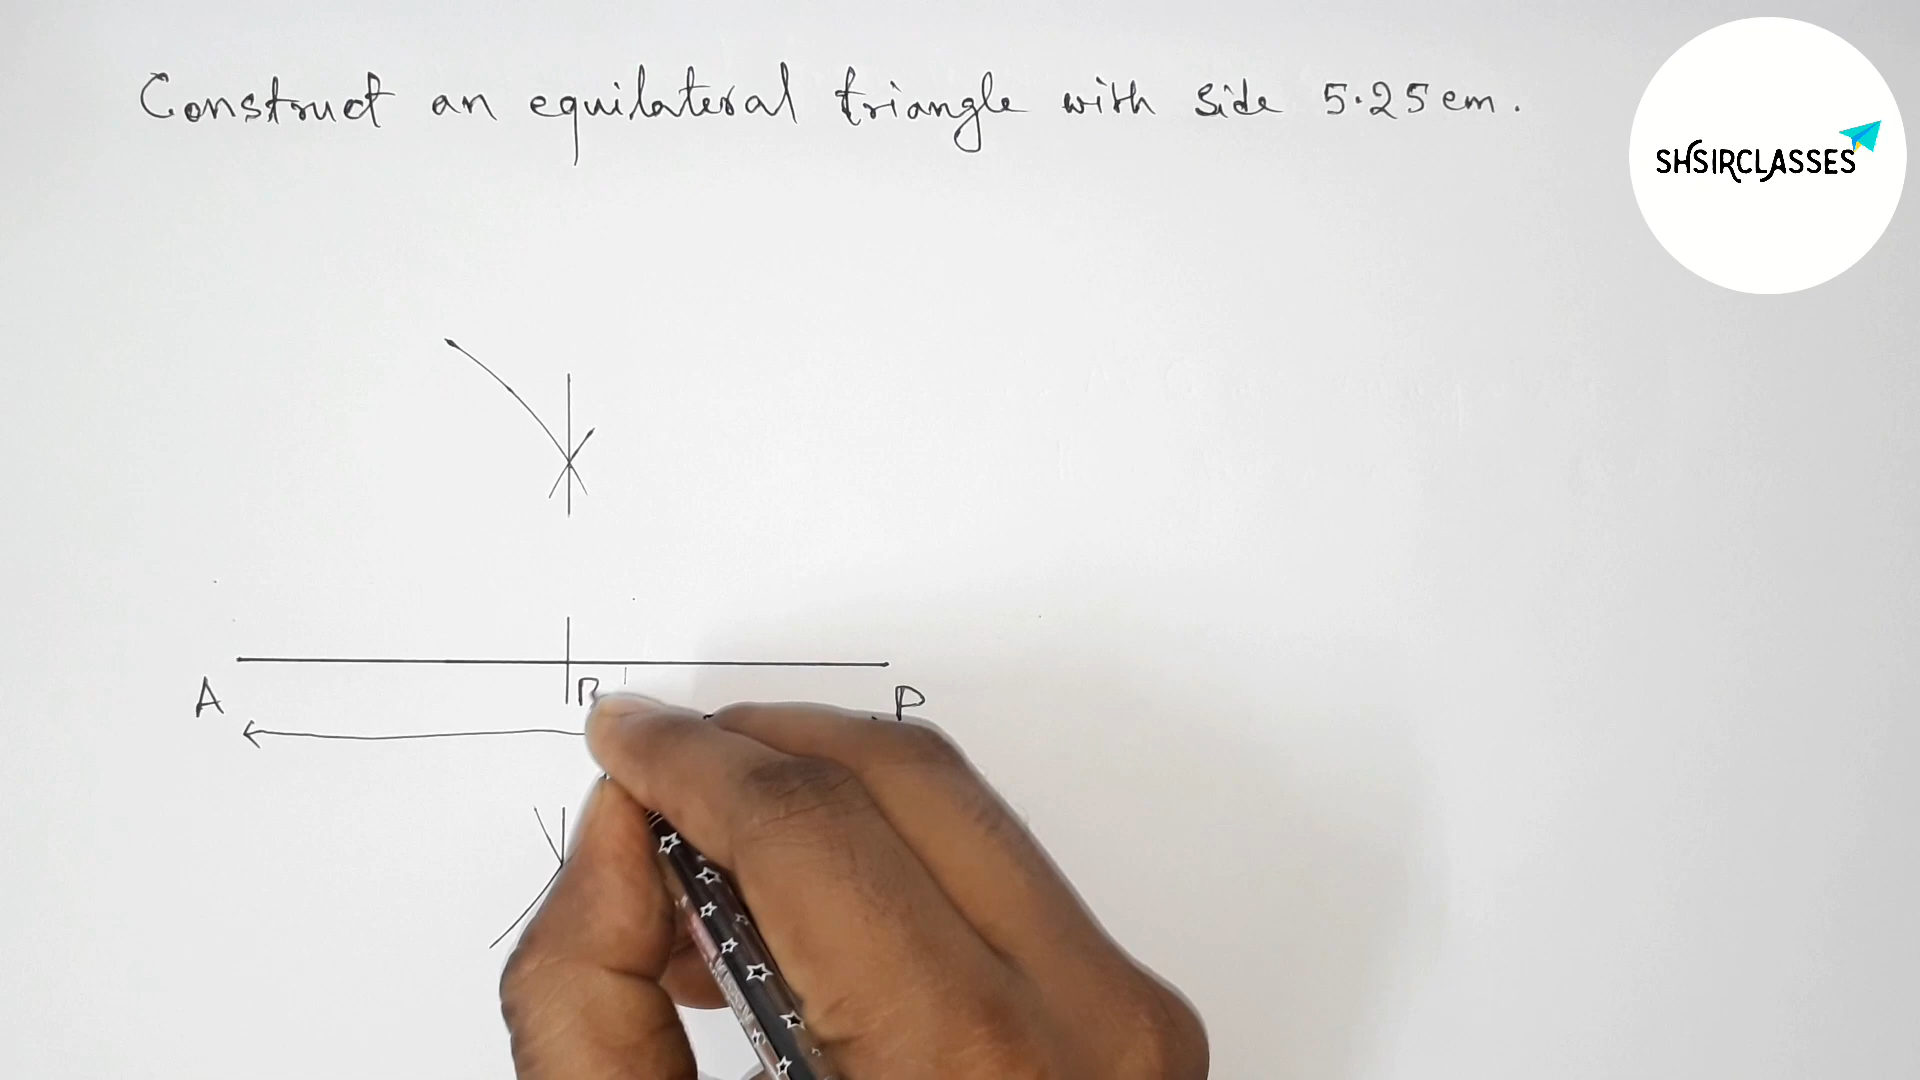 Construct an equilateral triangle with side 5.25 cm.
SHSIRCLASSES
A B P